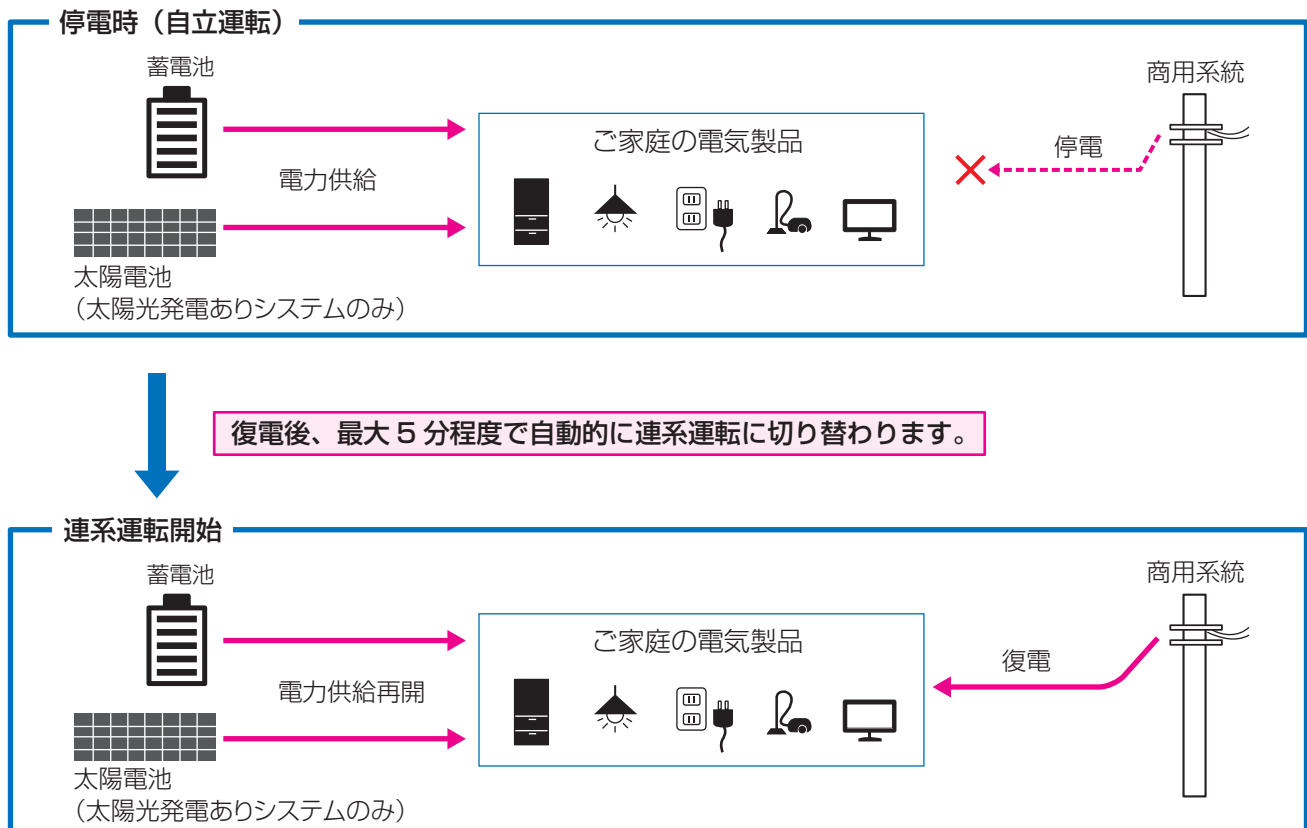 停電時（自立運転）
蓄電池
商用系統
ご家庭の電気製品
停電
電力供給
太陽電池
（太陽光発電ありシステムのみ）
復電後、最大5分程度で自動的に連系運転に切り替わります。
連系運転開始
蓄電池
商用系統
ご家庭の電気製品
復電
電力供給再開
太陽電池
（太陽光発電ありシステムのみ）